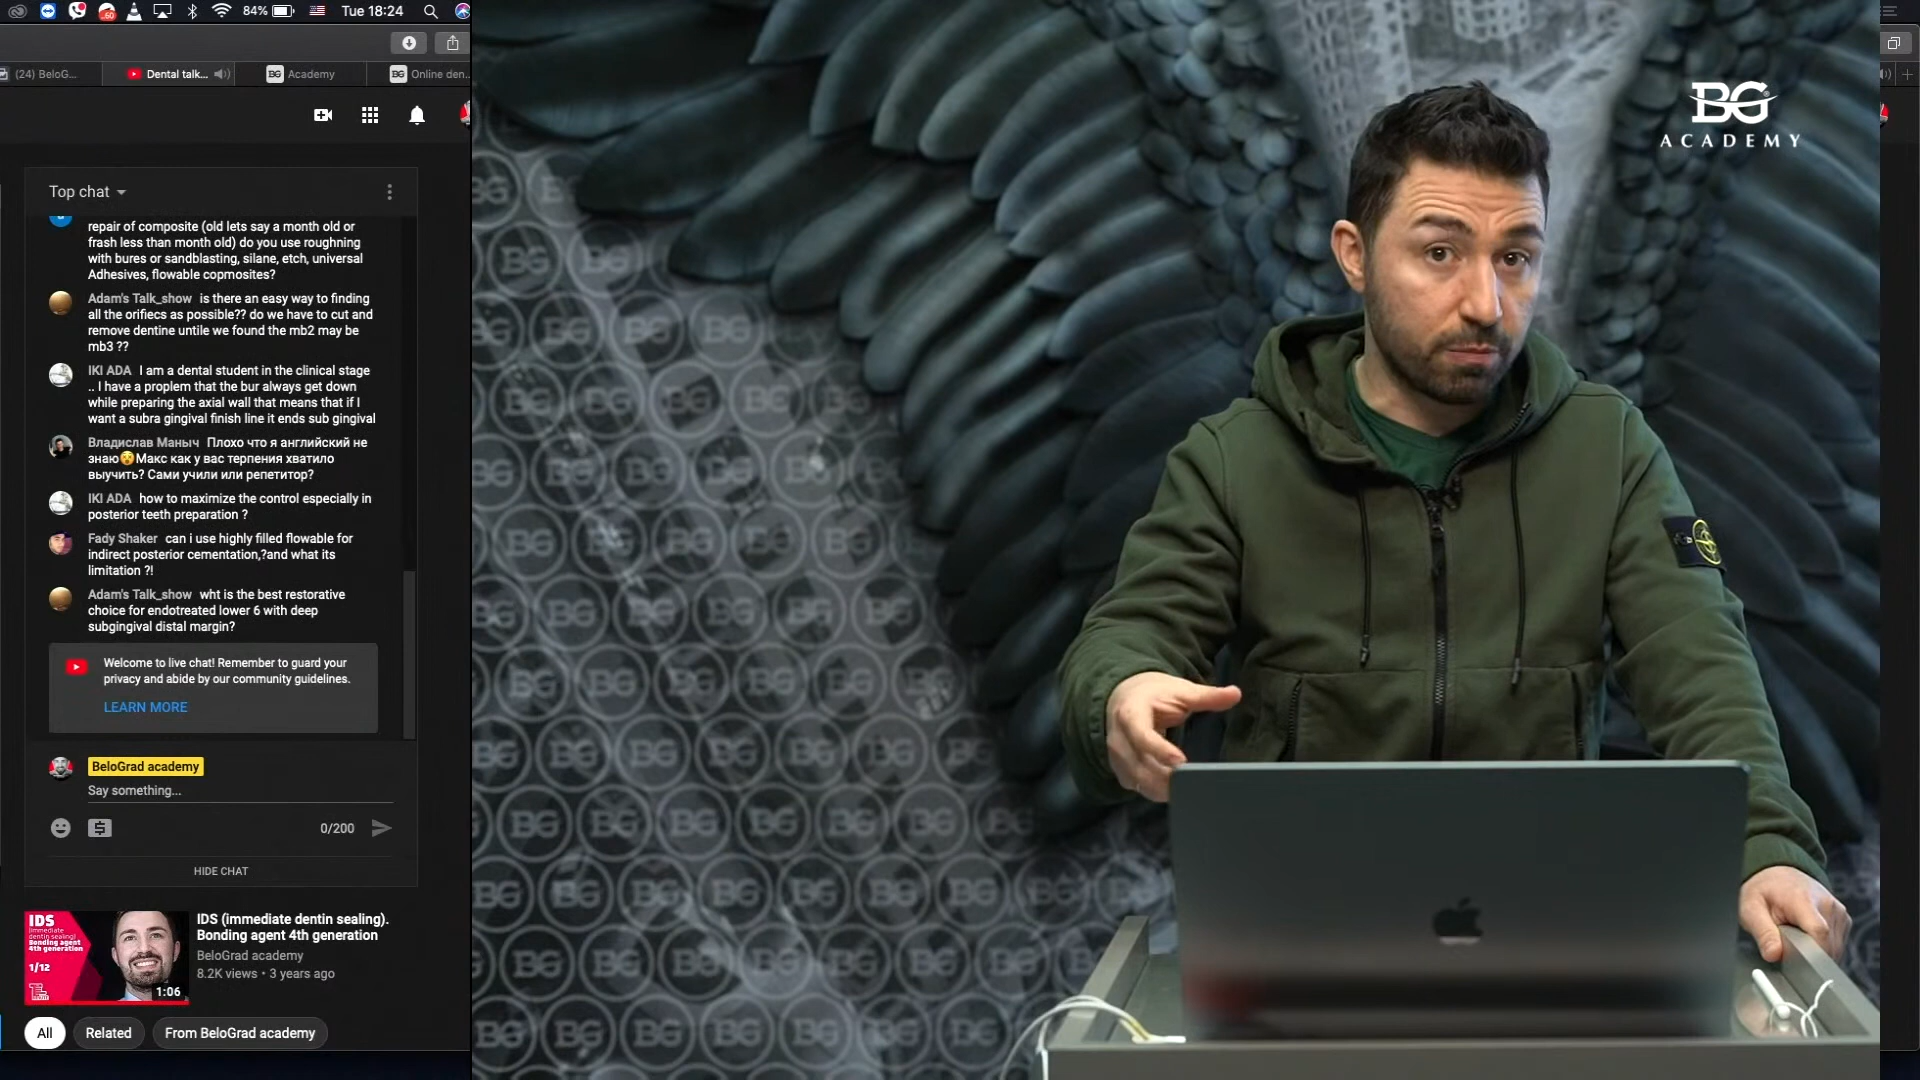 84%
Tue 18:24
(24) BeloG...
Dental talk...
BG Academy
BG Online den...
Top chat
repair of composite (old lets say a month old or
frash less than month old) do you use roughning
with bures or sandblasting, silane, etch, universal
Adhesives, flowable copmosites?
Adam's Talk_show is there an easy way to finding
all the orifiecs as possible?? do we have to cut and
remove dentine untile we found the mb2 may be
mb3 ??
IKI ADA I am a dental student in the clinical stage
.. I have a proplem that the bur always get down
while preparing the axial wall that means that if I
want a subra gingival finish line it ends sub gingival
Владислав Маныч Плохо что я английский не
знаю😵Макс как у вас терпения хватило
выучить? Сами учили или репетитор?
IKI ADA how to maximize the control especially in
posterior teeth preparation ?
Fady Shaker can i use highly filled flowable for
indirect posterior cementation,?and what its
limitation ?!
Adam's Talk_show wht is the best restorative
choice for endotreated lower 6 with deep
subgingival distal margin?
Welcome to live chat! Remember to guard your
privacy and abide by our community guidelines.
LEARN MORE
BeloGrad academy
Say something...
0/200
HIDE CHAT
IDS
(immediate
dentin sealing)
Bonding agent
4th generation
1/12
1:06
IDS (immediate dentin sealing).
Bonding agent 4th generation
BeloGrad academy
8.2K views • 3 years ago
All
Related
From BeloGrad academy
BG
ACADEMY